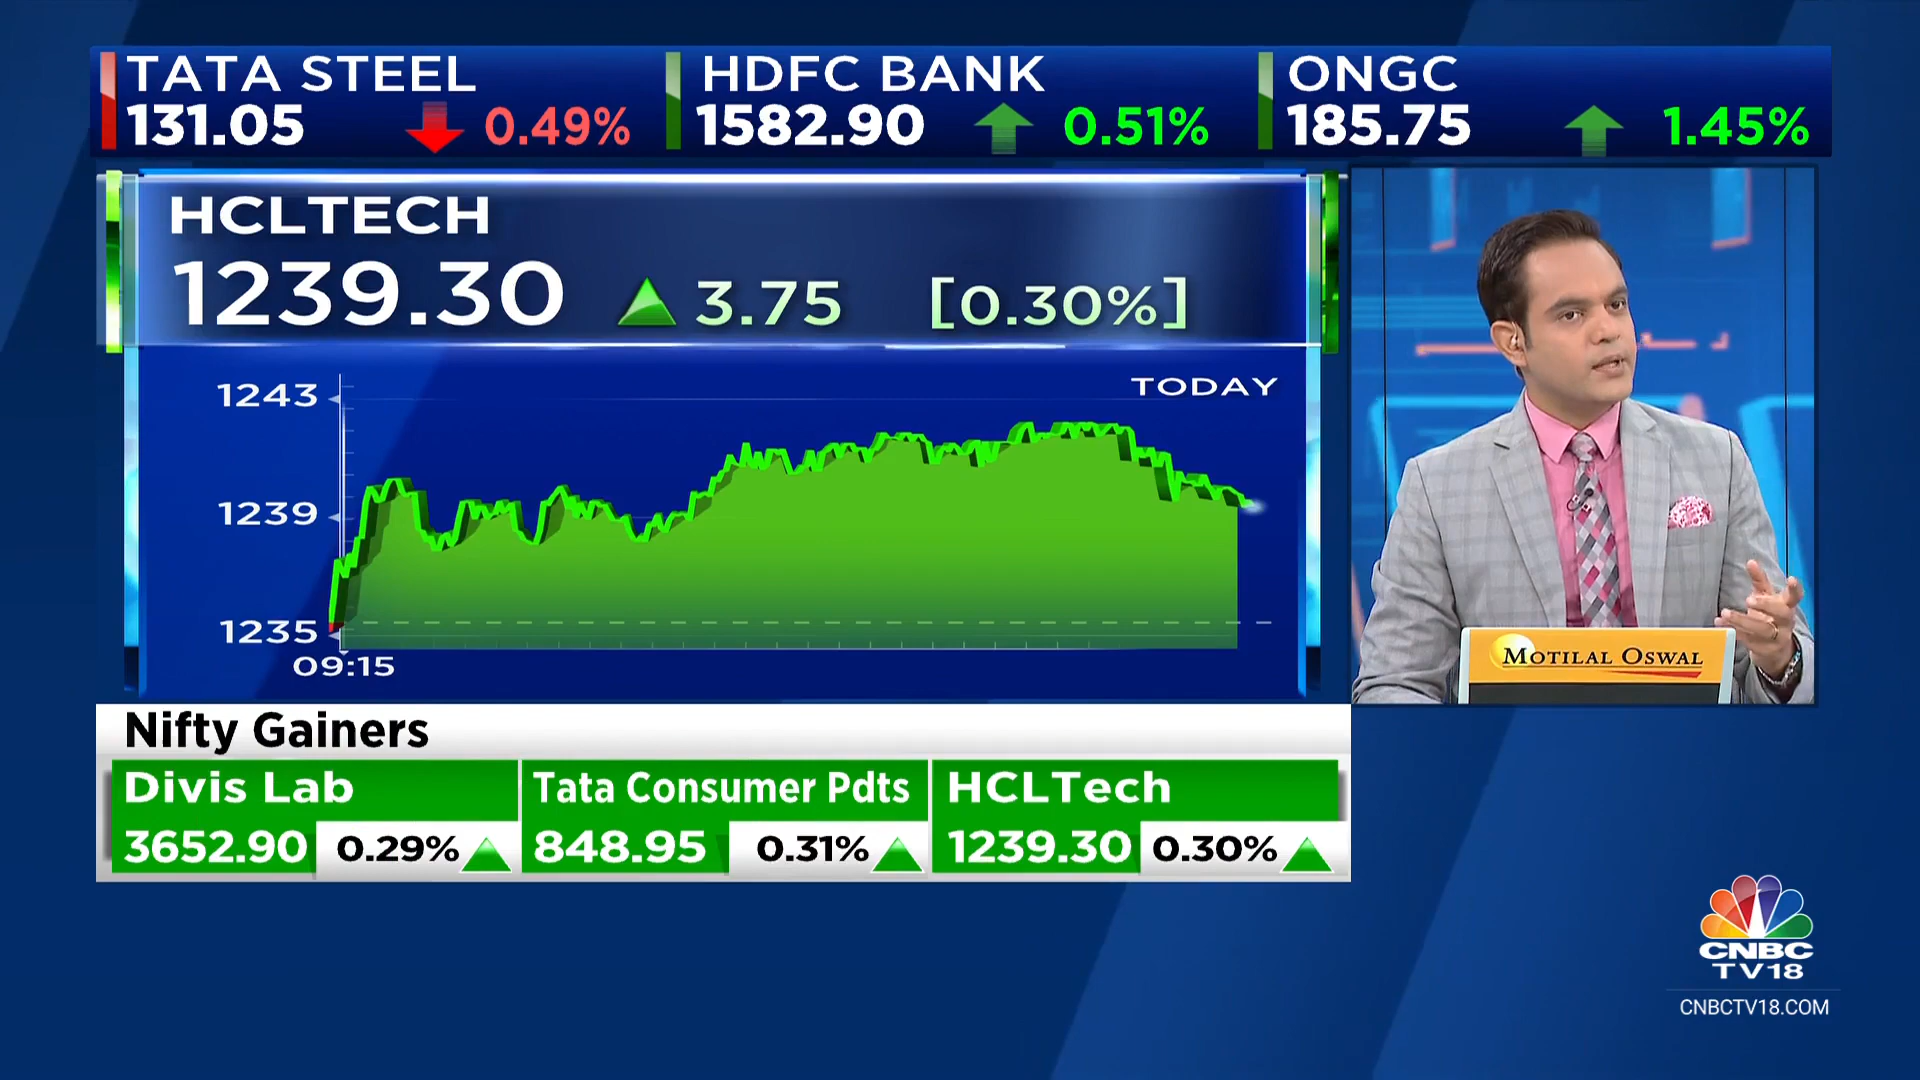 TATA STEEL
131.05 0.49%
HDFC BANK
1582.90 0.51%
ONGC
185.75 1.45%
HCLTECH
1239.30 3.75 [0.30%]
TODAY
1243
1239
1235
09:15
MOTILAL OSWAL
Nifty Gainers
Divis Lab
3652.90 0.29%
Tata Consumer Pdts
848.95 0.31%
HCLTech
1239.30 0.30%
CNBC
TV18
CNBCTV18.COM